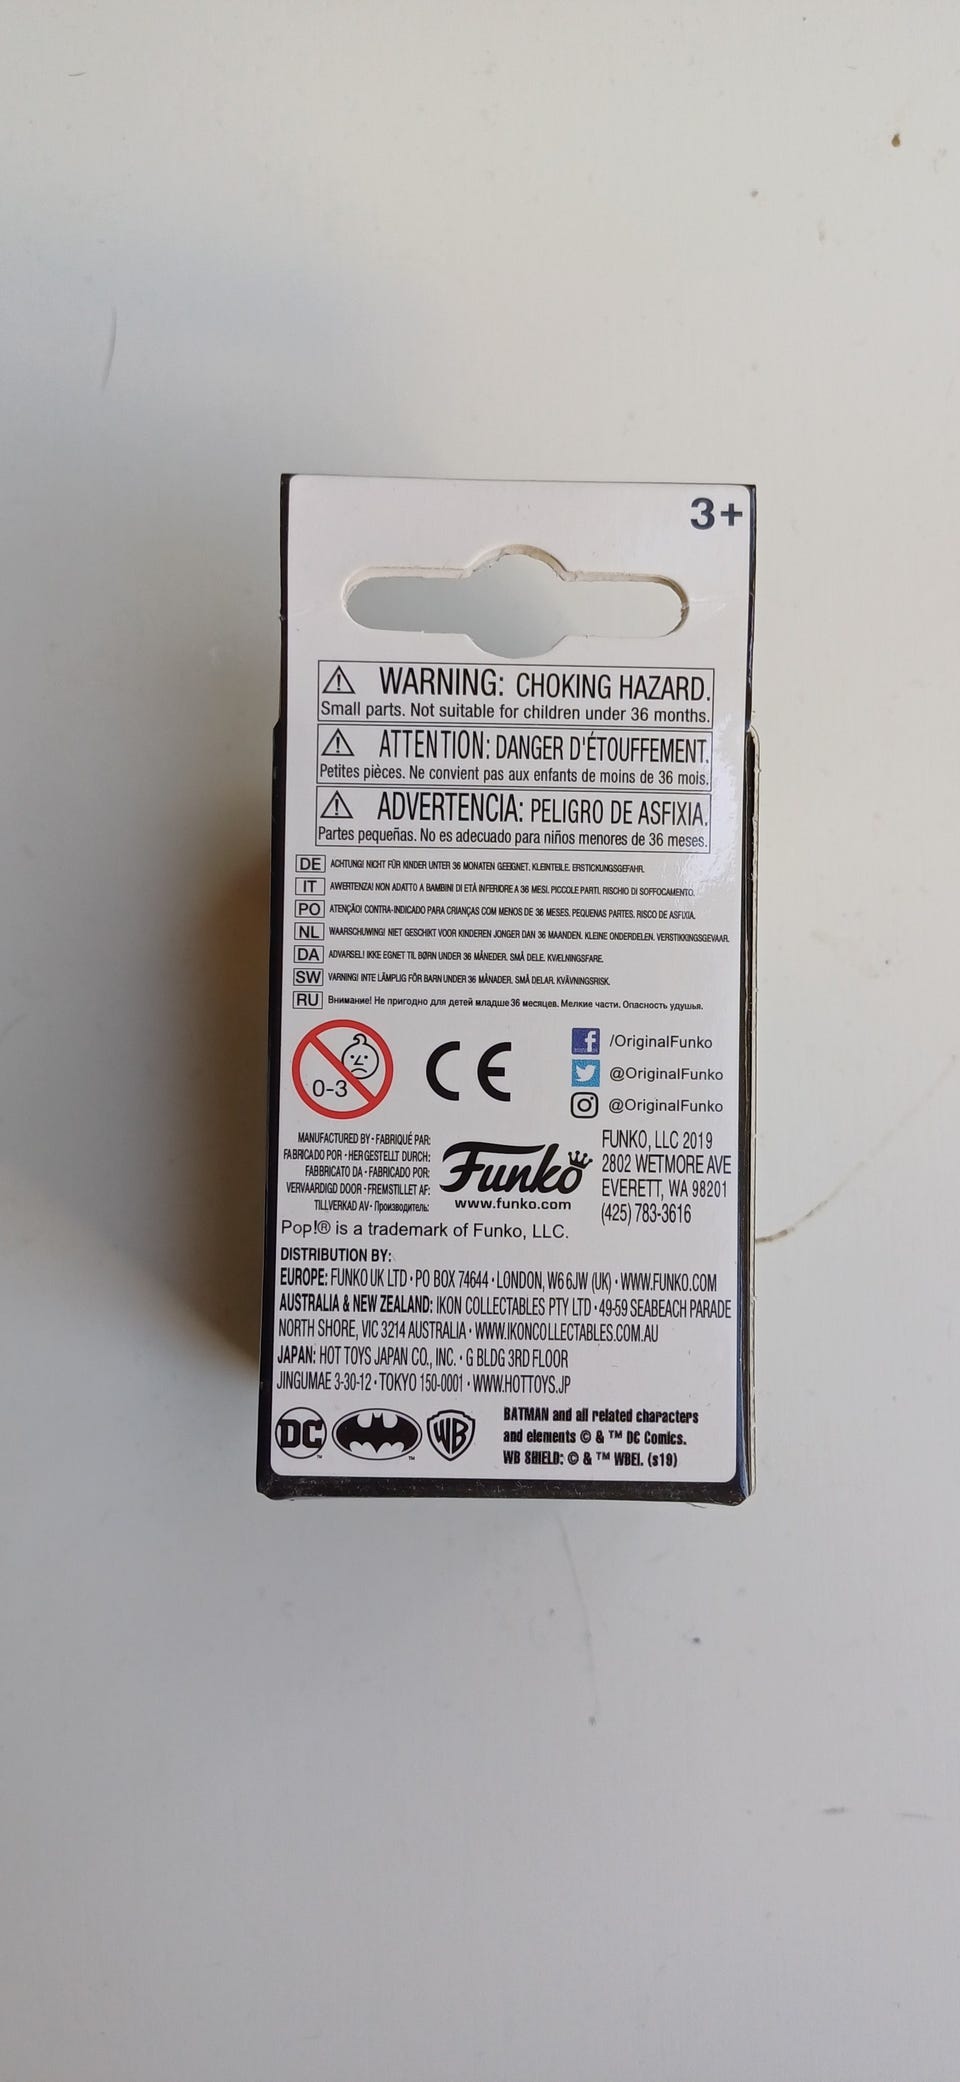 3+
WARNING: CHOKING HAZARD.
Small parts. Not suitable for children under 36 months.
ATTENTION: DANGER D'ÉTOUFFEMENT.
Petites pièces. Ne convient pas aux enfants de moins de 36 mois.
ADVERTENCIA: PELIGRO DE ASFIXIA.
Partes pequeñas. No es adecuado para niños menores de 36 meses.
DE ACHTUNG! NICHT FÜR KINDER UNTER 36 MONATEN GEEIGNET. KLEINTEILE. ERSTICKUNGSGEFAHR.
IT AWERTENZA! NON ADATTO A BAMBINI DI ETÀ INFERIORE A 36 MESI. PICCOLE PARTI. RISCHIO DI SOFFOCAMENTO.
PO ATENÇÃO! CONTRA-INDICADO PARA CRIANÇAS COM MENOS DE 36 MESES. PEQUENAS PARTES. RISCO DE ASFIXIA.
NL WAARSCHUWING! NIET GESCHIKT VOOR KINDEREN JONGER DAN 36 MAANDEN. KLEINE ONDERDELEN. VERSTIKKINGSGEVAAR.
DA ADVARSEL! IKKE EGNET TIL BØRN UNDER 36 MÅNEDER. SMÅ DELE. KVÆLNINGSFARE.
SW VARNING! INTE LÄMPLIG FÖR BARN UNDER 36 MÅNADER. SMÅ DELAR. KVÄVNINGSRISK.
RU Внимание! Не пригодно для детей младше 36 месяцев. Мелкие части. Опасность удушья.
0-3
CE
/OriginalFunko
@OriginalFunko
@OriginalFunko
MANUFACTURED BY • FABRIQUÉ PAR:
FABRICADO POR • HERGESTELLT DURCH:
FABBRICATO DA • FABRICADO POR:
VERVAARDIGD DOOR • FREMSTILLET AF:
TILLVERKAD AV • Производитель:
Funko
www.funko.com
FUNKO, LLC 2019
2802 WETMORE AVE
EVERETT, WA 98201
(425) 783-3616
Pop!® is a trademark of Funko, LLC.
DISTRIBUTION BY:
EUROPE: FUNKO UK LTD • PO BOX 74644 • LONDON, W6 6JW (UK) • WWW.FUNKO.COM
AUSTRALIA & NEW ZEALAND: IKON COLLECTABLES PTY LTD • 49-59 SEABEACH PARADE
NORTH SHORE, VIC 3214 AUSTRALIA • WWW.IKONCOLLECTABLES.COM.AU
JAPAN: HOT TOYS JAPAN CO., INC. • G BLDG 3RD FLOOR
JINGUMAE 3-30-12 • TOKYO 150-0001 • WWW.HOTTOYS.JP
DC ™ ™ WB
BATMAN and all related characters
and elements © & ™ DC Comics.
WB SHIELD: © & ™ WBEI. (s19)